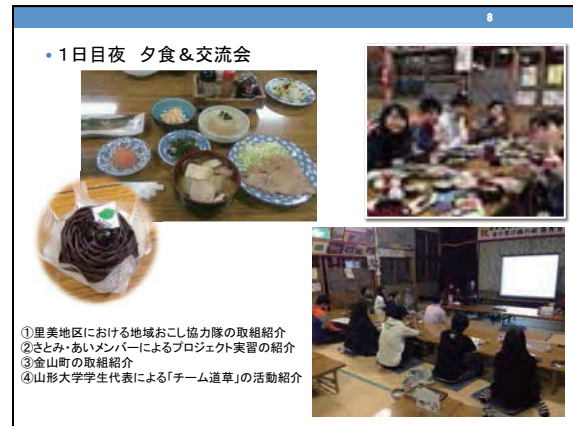 8
• 1日目夜 夕食&交流会
①里美地区における地域おこし協力隊の取組紹介
②さとみ・あいメンバーによるプロジェクト実習の紹介
③金山町の取組紹介
④山形大学学生代表による「チーム道草」の活動紹介